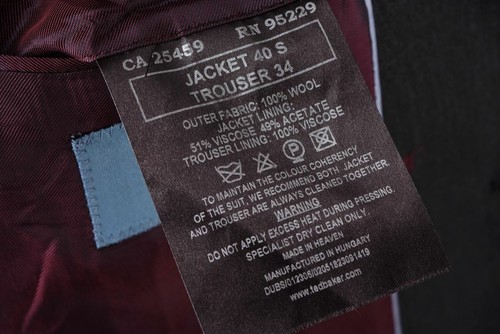 CA 25459 RN 95229
JACKET 40 S
TROUSER 34
OUTER FABRIC: 100% WOOL
JACKET LINING:
51% VISCOSE 49% ACETATE
TROUSER LINING: 100% VISCOSE
P
TO MAINTAIN THE COLOUR COHERENCY
OF THE SUIT, WE RECOMMEND BOTH JACKET
AND TROUSER ARE ALWAYS CLEANED TOGETHER.
WARNING
DO NOT APPLY EXCESS HEAT DURING PRESSING.
SPECIALIST DRY CLEAN ONLY.
MADE IN HEAVEN
MANUFACTURED IN HUNGARY
www.tedbaker.com